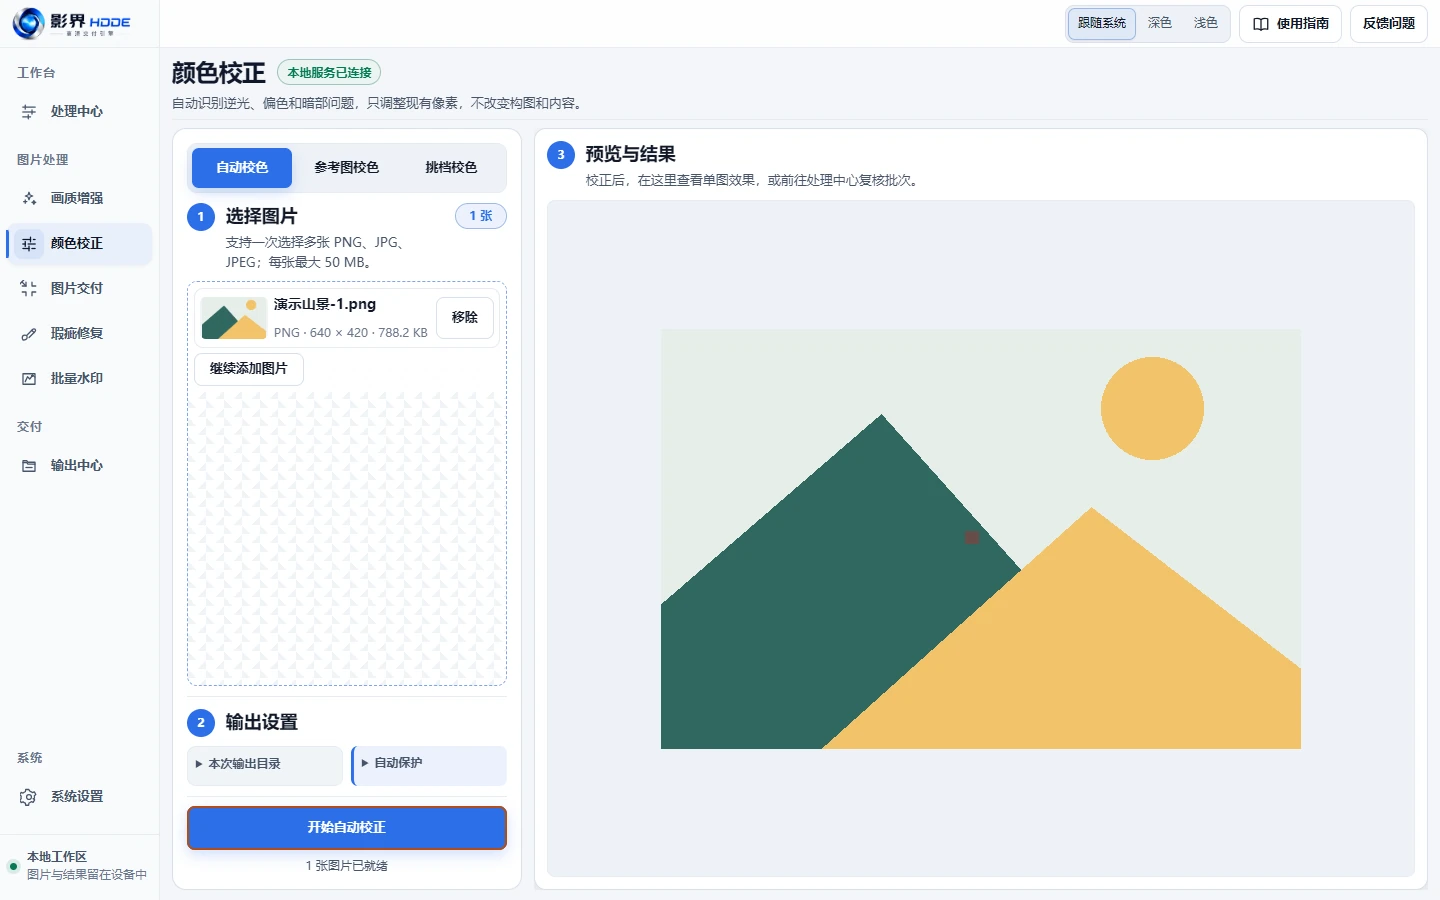 影界 HDDE
高清交付引擎
跟随系统
深色
浅色
使用指南
反馈问题
工作台
处理中心
图片处理
画质增强
颜色校正
图片交付
瑕疵修复
批量水印
交付
输出中心
系统
系统设置
本地工作区
图片与结果留在设备中
颜色校正
本地服务已连接
自动识别逆光、偏色和暗部问题，只调整现有像素，不改变构图和内容。
自动校色
参考图校色
挑档校色
1
选择图片
1 张
支持一次选择多张 PNG、JPG、
JPEG；每张最大 50 MB。
演示山景-1.png
PNG · 640 × 420 · 788.2 KB
移除
继续添加图片
2
输出设置
本次输出目录
自动保护
开始自动校正
1 张图片已就绪
3
预览与结果
校正后，在这里查看单图效果，或前往处理中心复核批次。